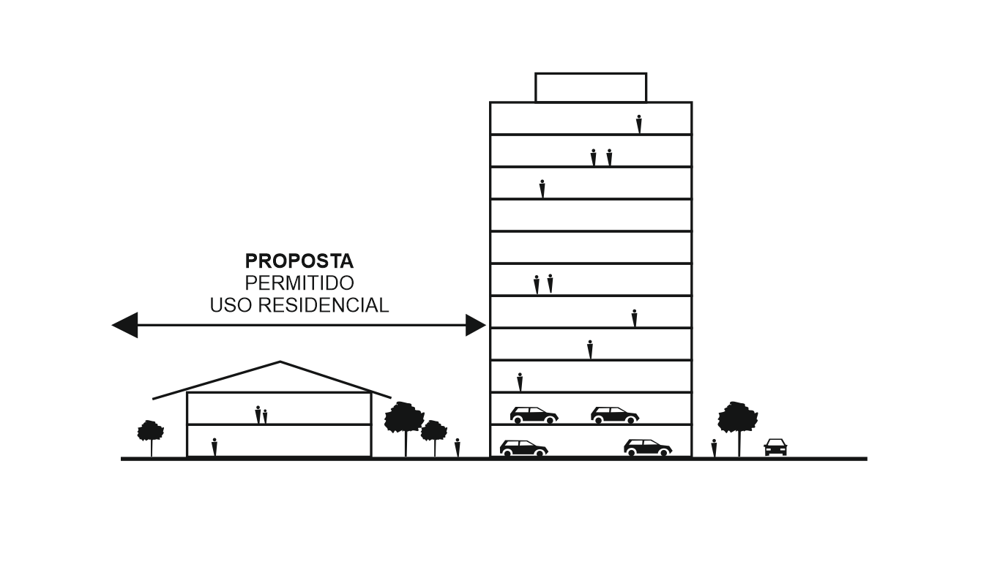 PROPOSTA
PERMITIDO
USO RESIDENCIAL